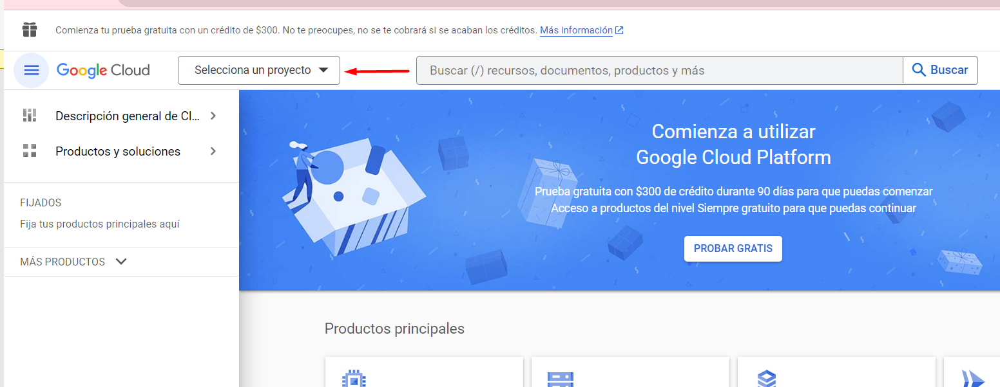 Comienza tu prueba gratuita con un crédito de $300. No te preocupes, no se te cobrará si se acaban los créditos. Más información
Google Cloud
Selecciona un proyecto
Buscar (/) recursos, documentos, productos y más
Buscar
Descripción general de Cl...
Productos y soluciones
FIJADOS
Fija tus productos principales aquí
MÁS PRODUCTOS
Comienza a utilizar
Google Cloud Platform
Prueba gratuita con $300 de crédito durante 90 días para que puedas comenzar
Acceso a productos del nivel Siempre gratuito para que puedas continuar
PROBAR GRATIS
Productos principales